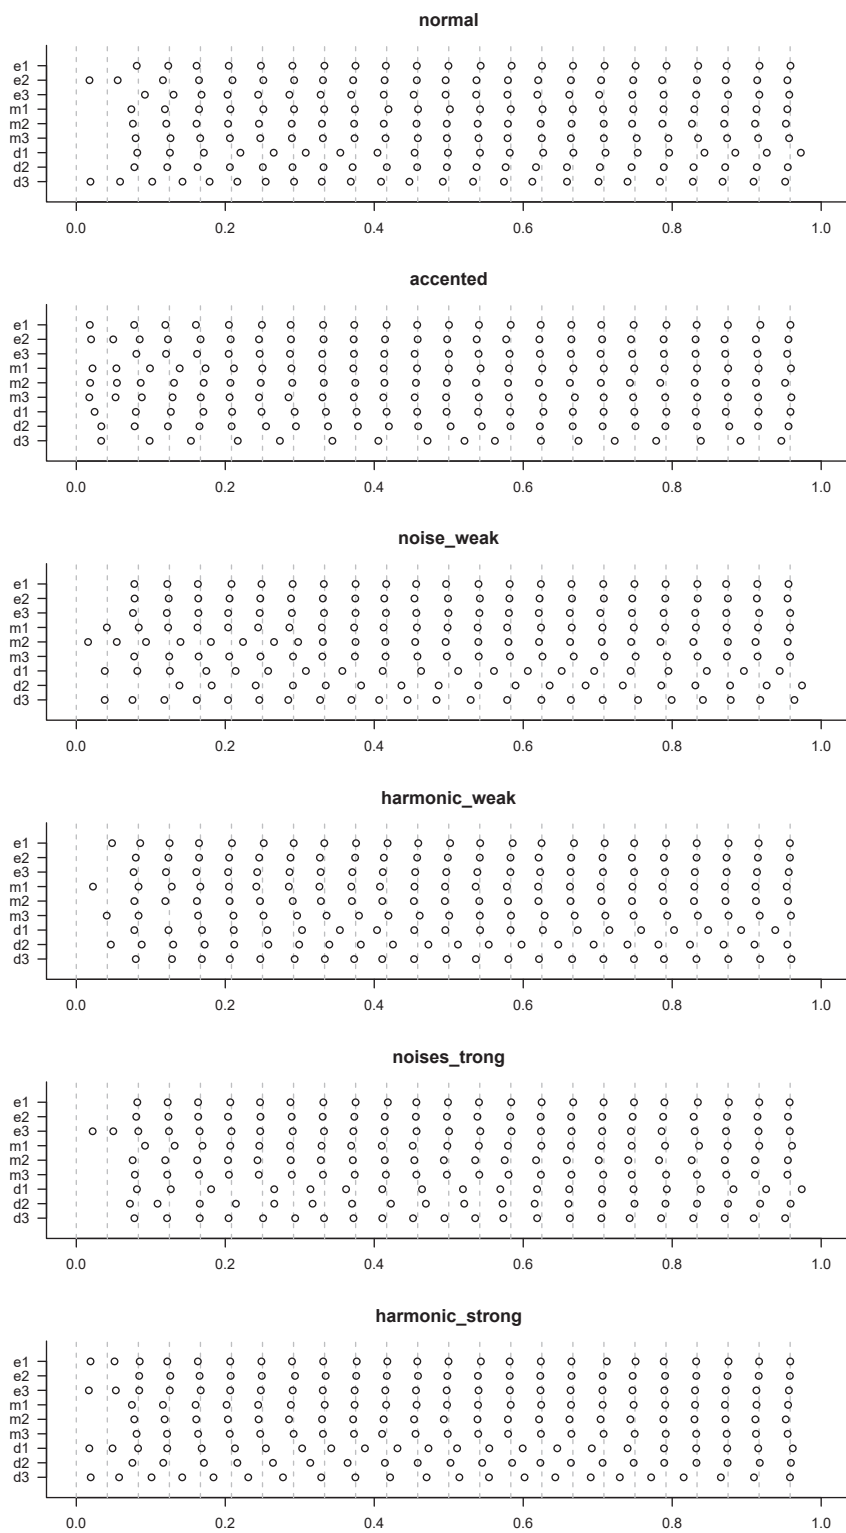 normal
e1
e2
e3
m1
m2
m3
d1
d2
d3
0.0 0.2 0.4 0.6 0.8 1.0
accented
e1
e2
e3
m1
m2
m3
d1
d2
d3
0.0 0.2 0.4 0.6 0.8 1.0
noise_weak
e1
e2
e3
m1
m2
m3
d1
d2
d3
0.0 0.2 0.4 0.6 0.8 1.0
harmonic_weak
e1
e2
e3
m1
m2
m3
d1
d2
d3
0.0 0.2 0.4 0.6 0.8 1.0
noises_trong
e1
e2
e3
m1
m2
m3
d1
d2
d3
0.0 0.2 0.4 0.6 0.8 1.0
harmonic_strong
e1
e2
e3
m1
m2
m3
d1
d2
d3
0.0 0.2 0.4 0.6 0.8 1.0